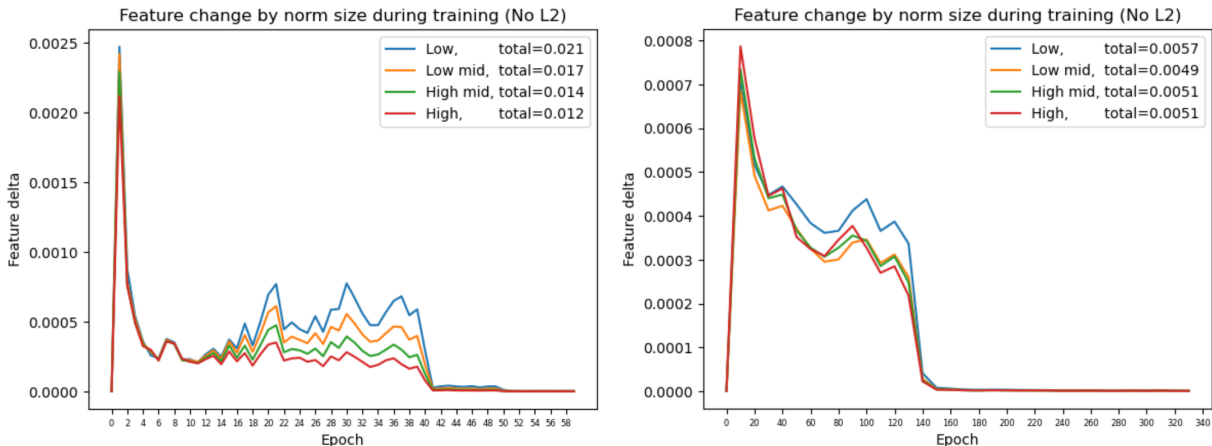 Feature change by norm size during training (No L2)
Feature delta
0.0025
0.0020
0.0015
0.0010
0.0005
0.0000
Low, total=0.021
Low mid, total=0.017
High mid, total=0.014
High, total=0.012
0 2 4 6 8 10 12 14 16 18 20 22 24 26 28 30 32 34 36 38 40 42 44 46 48 50 52 54 56 58
Epoch
Feature change by norm size during training (No L2)
Feature delta
0.0008
0.0007
0.0006
0.0005
0.0004
0.0003
0.0002
0.0001
0.0000
Low, total=0.0057
Low mid, total=0.0049
High mid, total=0.0051
High, total=0.0051
0 10 20 30 40 50 60 70 80 90 100 110 120 130 140 150 160 170 180 190 200 210 220 230 240 250 260 270 280 290 300 310 320 330 340
Epoch